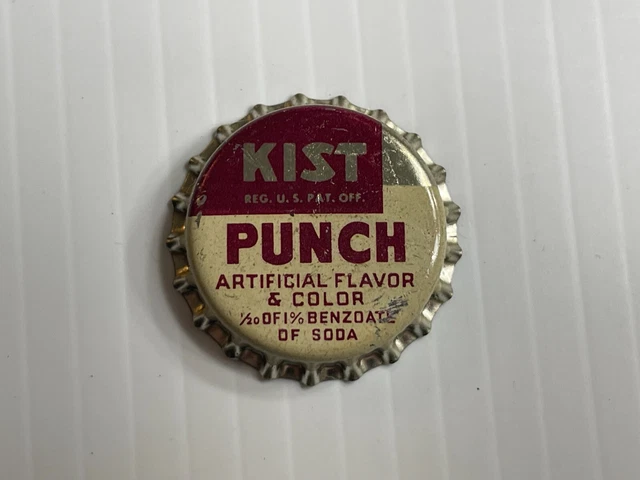 KIST
REG. U. S. PAT. OFF.
PUNCH
ARTIFICIAL FLAVOR
& COLOR
1/20 OF 1% BENZOATE
OF SODA